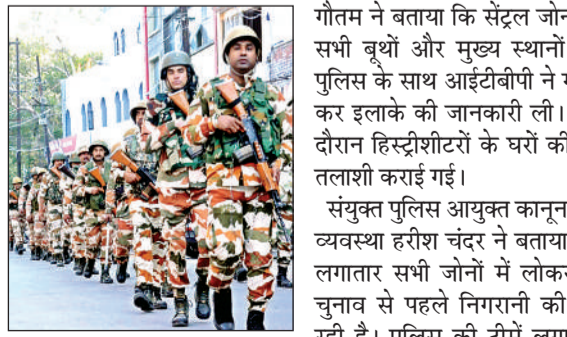 गौतम ने बताया कि सेंट्रल
सभी बूथों और मुख्य स्थानों
पुलिस के साथ आईटीबीपी ने
कर इलाके की जानकारी ली।
दौरान हिस्ट्रीशीटरों के घरों की
तलाशी कराई गई।
संयुक्त पुलिस आयुक्त कानून
व्यवस्था हरीश चंदर ने बताया
लगातार सभी जोनों में
चुनाव से पहले निगरानी की
रही है। पुलिस की टीमें